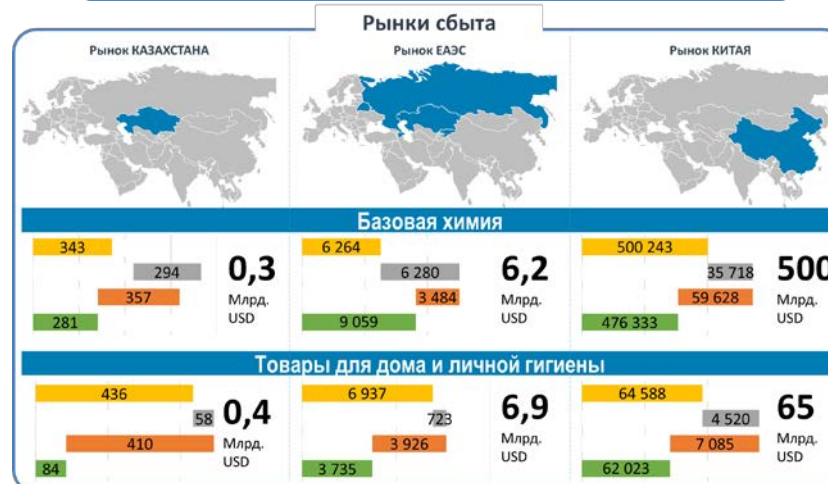 Рынки сбыта
Рынок КАЗАХСТАНА
Рынок ЕАЭС
Рынок КИТАЯ
Базовая химия
343
294
357
281
0,3
Млрд.
USD
6 264
6 280
3 484
9 059
6,2
Млрд.
USD
500 243
35 718
59 628
476 333
500
Млрд.
USD
Товары для дома и личной гигиены
436
58
410
84
0,4
Млрд.
USD
6 937
723
3 926
3 735
6,9
Млрд.
USD
64 588
4 520
7 085
62 023
65
Млрд.
USD